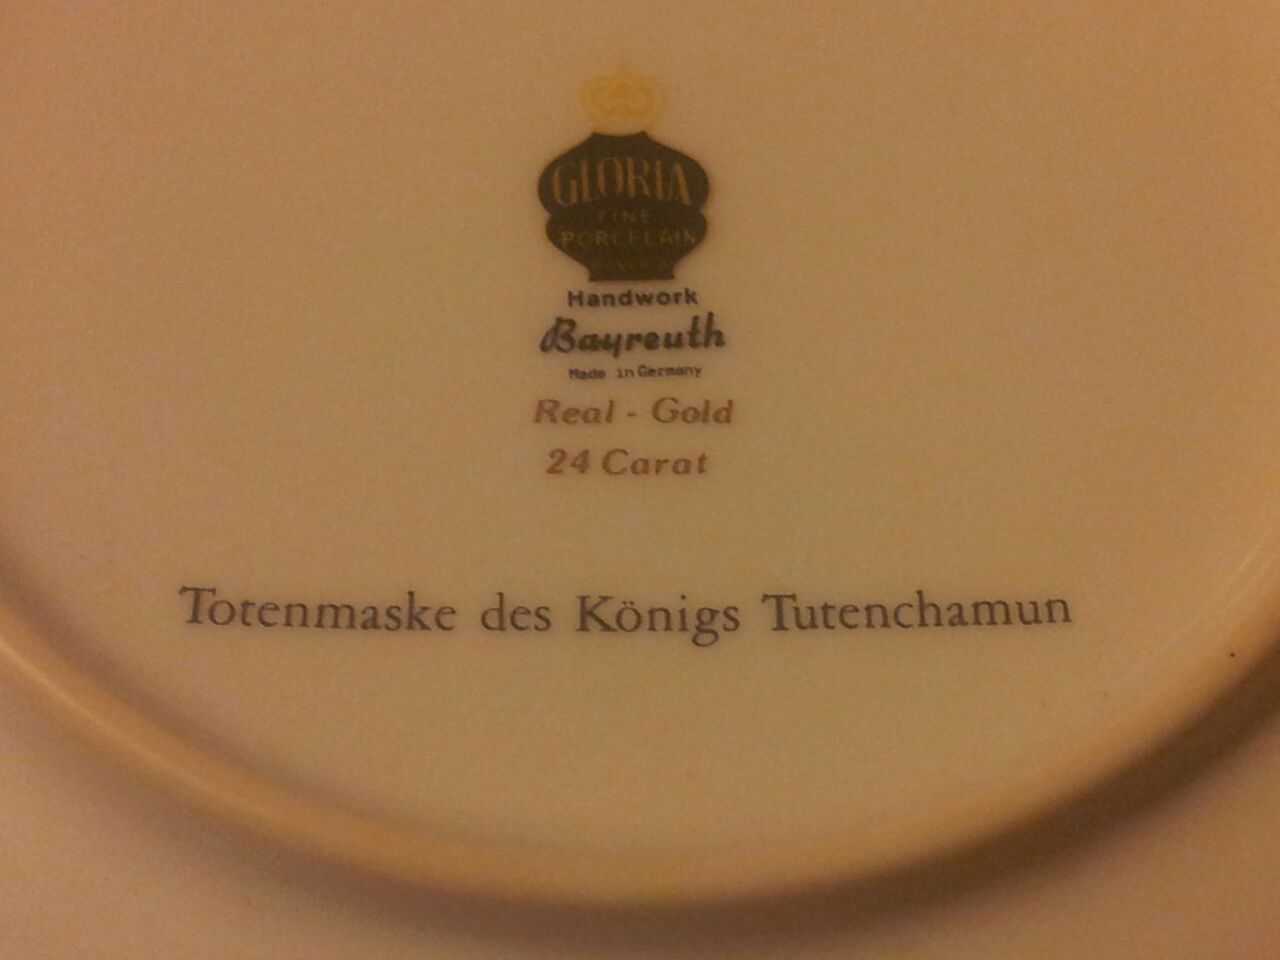 GLORIA
FINE
PORCELAIN
Handwork
Bayreuth
Made in Germany
Real - Gold
24 Carat
Totenmaske des Königs Tutenchamun